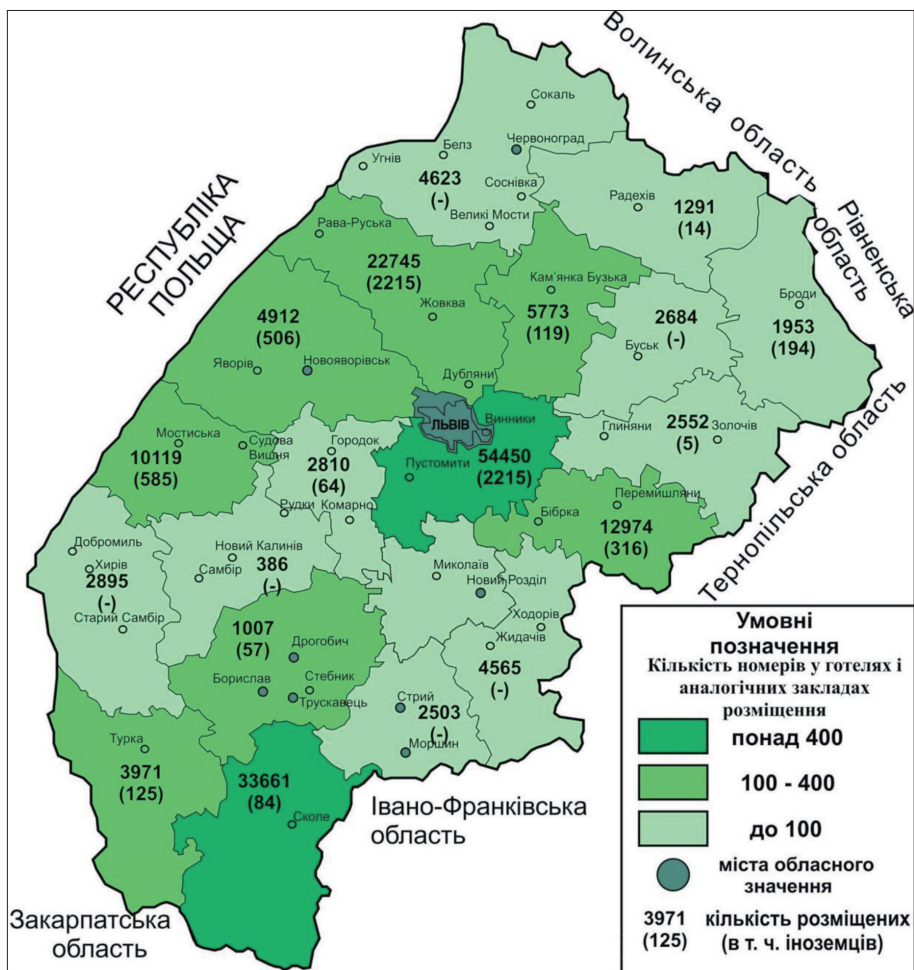 Волинська область
Рівненська
область
РЕСПУБЛІКА
ПОЛЬЩА
Сокаль
Червоноград
Белз
Угнів
4623
(-)
Соснівка
Великі Мости
Радехів
1291
(14)
Рава-Руська
22745
(2215)
Жовква
Кам'янка Бузька
5773
(119)
2684
(-)
Буськ
Броди
1953
(194)
4912
(506)
Яворів
Новояворівськ
Дубляни
ЛЬВІВ
Винники
Пустомити
54450
(2215)
Глиняни
2552
(5)
Золочів
Мостиська
Судова
Вишня
10119
(585)
Городок
2810
(64)
Рудки
Комарно
Бібрка
Перемишляни
12974
(316)
Тернопільська область
Добромиль
Хирів
2895
(-)
Старий Самбір
Новий Калинів
Самбір
386
(-)
Миколаїв
Новий Розділ
Ходорів
Жидачів
4565
(-)
1007
(57)
Дрогобич
Борислав
Стебник
Трускавець
Стрий
2503
(-)
Моршин
Турка
3971
(125)
33661
(84)
Сколе
Івано-Франківська
область
Закарпатська
область
Умовні
позначення
Кількість номерів у готелях і
аналогічних закладах
розміщення
понад 400
100 - 400
до 100
міста обласного
значення
3971 кількість розміщених
(125) (в т. ч. іноземців)